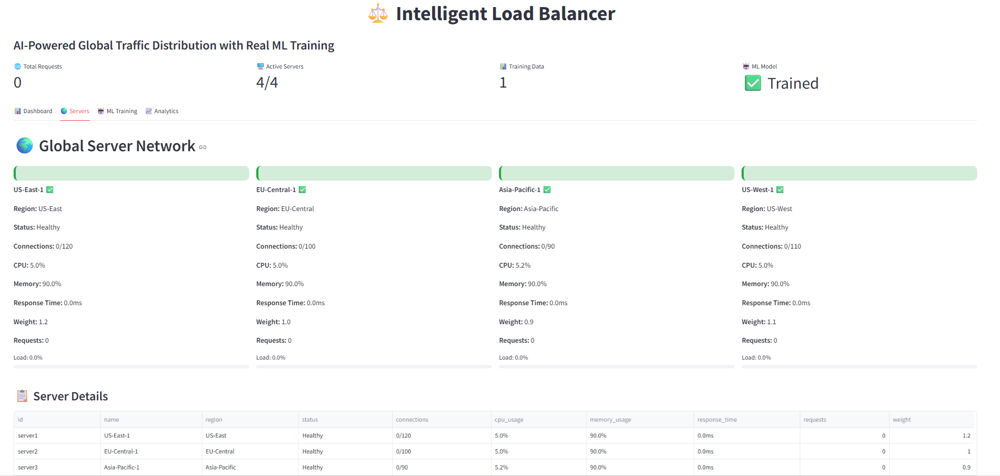 Intelligent Load Balancer
AI-Powered Global Traffic Distribution with Real ML Training
Total Requests
0
Active Servers
4/4
Training Data
1
ML Model
Trained
Dashboard Servers ML Training Analytics
Global Server Network
US-East-1
Region: US-East
Status: Healthy
Connections: 0/120
CPU: 5.0%
Memory: 90.0%
Response Time: 0.0ms
Weight: 1.2
Requests: 0
Load: 0.0%
EU-Central-1
Region: EU-Central
Status: Healthy
Connections: 0/100
CPU: 5.0%
Memory: 90.0%
Response Time: 0.0ms
Weight: 1.0
Requests: 0
Load: 0.0%
Asia-Pacific-1
Region: Asia-Pacific
Status: Healthy
Connections: 0/90
CPU: 5.2%
Memory: 90.0%
Response Time: 0.0ms
Weight: 0.9
Requests: 0
Load: 0.0%
US-West-1
Region: US-West
Status: Healthy
Connections: 0/110
CPU: 5.0%
Memory: 90.0%
Response Time: 0.0ms
Weight: 1.1
Requests: 0
Load: 0.0%
Server Details
id name region status connections cpu_usage memory_usage response_time requests weight
server1 US-East-1 US-East Healthy 0/120 5.0% 90.0% 0.0ms 0 1.2
server2 EU-Central-1 EU-Central Healthy 0/100 5.0% 90.0% 0.0ms 0 1
server3 Asia-Pacific-1 Asia-Pacific Healthy 0/90 5.2% 90.0% 0.0ms 0 0.9